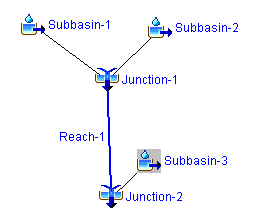 Subbasin-1
Subbasin-2
Junction-1
Reach-1
Subbasin-3
Junction-2